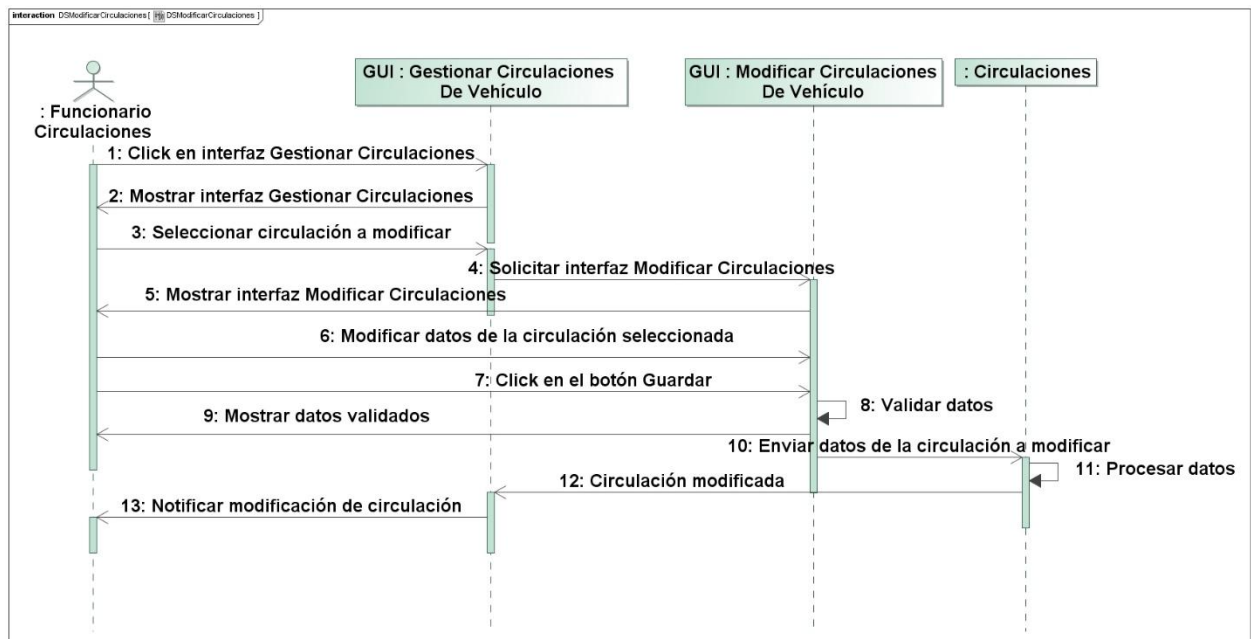 interaction DSModificarCirculaciones [ DSModificarCirculaciones ]
: Funcionario
Circulaciones
GUI : Gestionar Circulaciones
De Vehículo
GUI : Modificar Circulaciones
De Vehículo
: Circulaciones
1: Click en interfaz Gestionar Circulaciones
2: Mostrar interfaz Gestionar Circulaciones
3: Seleccionar circulación a modificar
4: Solicitar interfaz Modificar Circulaciones
5: Mostrar interfaz Modificar Circulaciones
6: Modificar datos de la circulación seleccionada
7: Click en el botón Guardar
8: Validar datos
9: Mostrar datos validados
10: Enviar datos de la circulación a modificar
11: Procesar datos
12: Circulación modificada
13: Notificar modificación de circulación